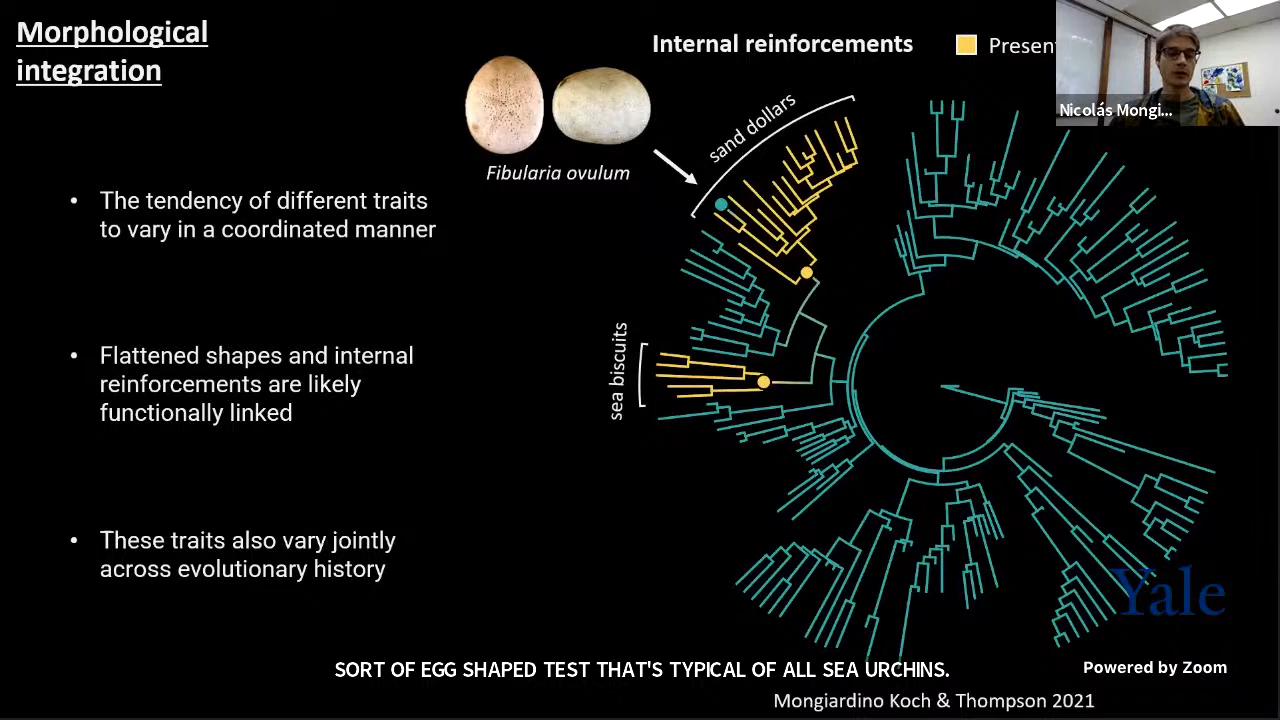 Morphological
integration
Internal reinforcements
Present
Nicolás Mongi...
sand dollars
Fibularia ovulum
• The tendency of different traits
to vary in a coordinated manner
• Flattened shapes and internal
reinforcements are likely
functionally linked
sea biscuits
• These traits also vary jointly
across evolutionary history
Yale
SORT OF EGG SHAPED TEST THAT'S TYPICAL OF ALL SEA URCHINS.
Powered by Zoom
Mongiardino Koch & Thompson 2021